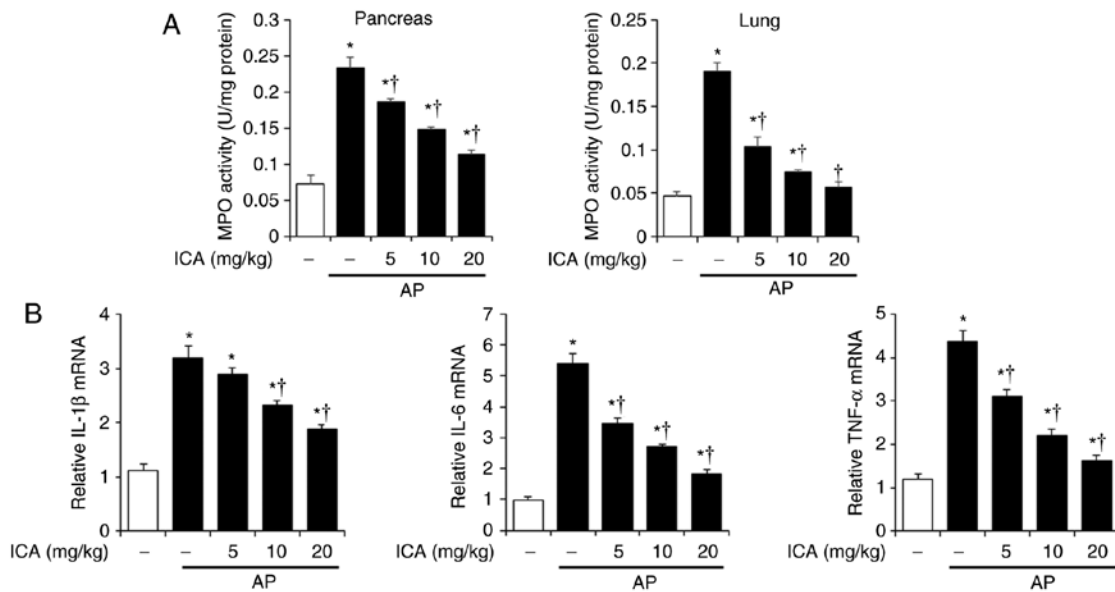 A
Pancreas
MPO activity (U/mg protein)
0.3
0.25
0.2
0.15
0.1
0.05
0
*
*†
*†
*†
ICA (mg/kg) – – 5 10 20
AP
Lung
MPO activity (U/mg protein)
0.25
0.2
0.15
0.1
0.05
0
*
*†
*†
†
ICA (mg/kg) – – 5 10 20
AP
B
Relative IL-1β mRNA
4
3
2
1
0
*
*
*†
*†
ICA (mg/kg) – – 5 10 20
AP
Relative IL-6 mRNA
7
6
5
4
3
2
1
0
*
*†
*†
*†
ICA (mg/kg) – – 5 10 20
AP
Relative TNF-α mRNA
5
4
3
2
1
0
*
*†
*†
*†
ICA (mg/kg) – – 5 10 20
AP